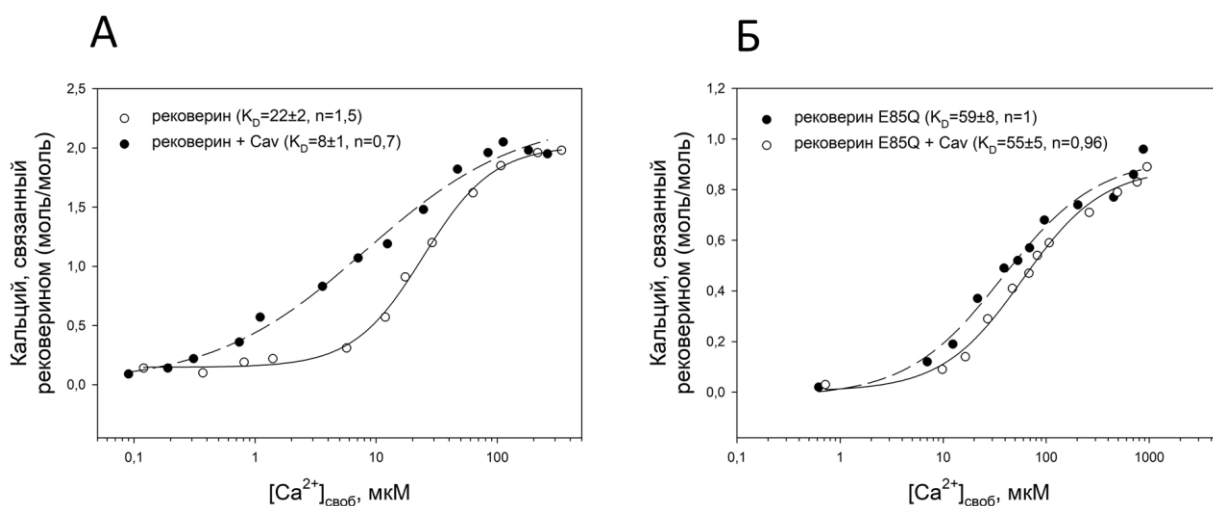 А
Кальций, связанный
рековерином (моль/моль)
2,5
2,0
1,5
1,0
0,5
0,0
рековерин (K_D=22±2, n=1,5)
рековерин + Cav (K_D=8±1, n=0,7)
0,1 1 10 100
[Ca²⁺]своб, мкМ
Б
Кальций, связанный
рековерином (моль/моль)
1,2
1,0
0,8
0,6
0,4
0,2
0,0
рековерин E85Q (K_D=59±8, n=1)
рековерин E85Q + Cav (K_D=55±5, n=0,96)
0,1 1 10 100 1000
[Ca²⁺]своб, мкМ